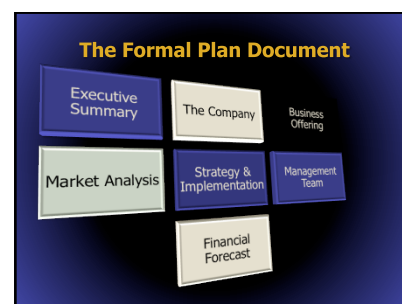 The Formal Plan Document
Executive
Summary
The Company
Business
Offering
Market Analysis
Strategy &
Implementation
Management
Team
Financial
Forecast